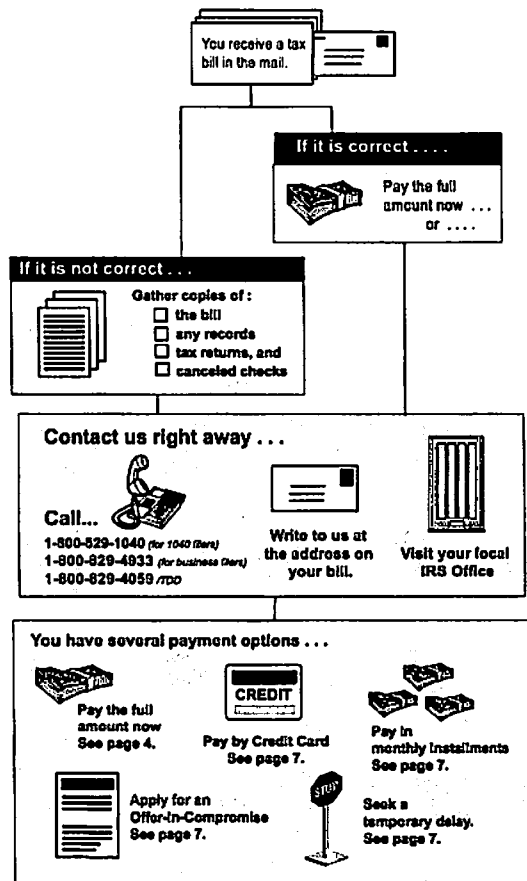 You receive a tax
bill in the mail.
If it is correct . . . .
Pay the full
amount now . . .
or . . . .
If it is not correct . . .
Gather copies of :
the bill
any records
tax returns, and
canceled checks
Contact us right away . . .
Call...
1-800-829-1040 (for 1040 filers)
1-800-829-4933 (for business filers)
1-800-829-4059 /TDD
Write to us at
the address on
your bill.
Visit your local
IRS Office
You have several payment options . . .
Pay the full
amount now
See page 4.
CREDIT
Pay by Credit Card
See page 7.
Pay in
monthly installments
See page 7.
Apply for an
Offer-in-Compromise
See page 7.
STOP
Seek a
temporary delay.
See page 7.